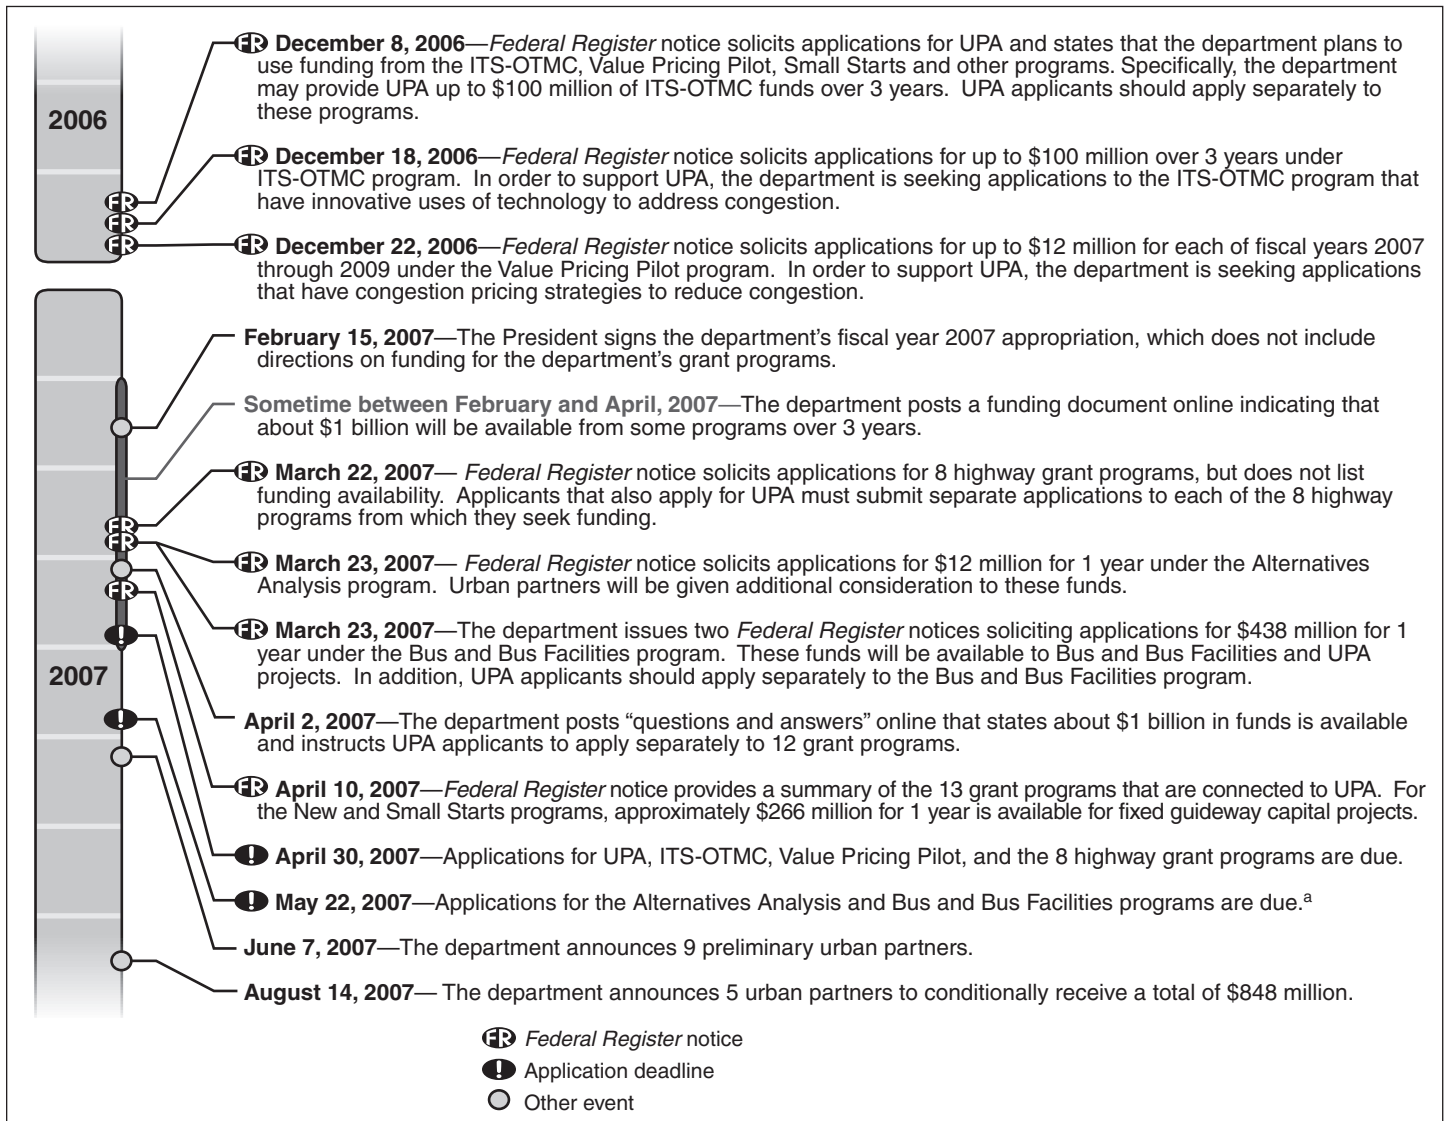 FR December 8, 2006—Federal Register notice solicits applications for UPA and states that the department plans to
use funding from the ITS-OTMC, Value Pricing Pilot, Small Starts and other programs. Specifically, the department
may provide UPA up to $100 million of ITS-OTMC funds over 3 years. UPA applicants should apply separately to
these programs.
2006
FR December 18, 2006—Federal Register notice solicits applications for up to $100 million over 3 years under
ITS-OTMC program. In order to support UPA, the department is seeking applications to the ITS-OTMC program that
have innovative uses of technology to address congestion.
FR
FR
FR
FR December 22, 2006—Federal Register notice solicits applications for up to $12 million for each of fiscal years 2007
through 2009 under the Value Pricing Pilot program. In order to support UPA, the department is seeking applications
that have congestion pricing strategies to reduce congestion.
February 15, 2007—The President signs the department's fiscal year 2007 appropriation, which does not include
directions on funding for the department's grant programs.
Sometime between February and April, 2007—The department posts a funding document online indicating that
about $1 billion will be available from some programs over 3 years.
FR March 22, 2007— Federal Register notice solicits applications for 8 highway grant programs, but does not list
funding availability. Applicants that also apply for UPA must submit separate applications to each of the 8 highway
programs from which they seek funding.
FR
FR
FR March 23, 2007— Federal Register notice solicits applications for $12 million for 1 year under the Alternatives
Analysis program. Urban partners will be given additional consideration to these funds.
FR
!
FR March 23, 2007—The department issues two Federal Register notices soliciting applications for $438 million for 1
year under the Bus and Bus Facilities program. These funds will be available to Bus and Bus Facilities and UPA
projects. In addition, UPA applicants should apply separately to the Bus and Bus Facilities program.
2007
!
April 2, 2007—The department posts “questions and answers” online that states about $1 billion in funds is available
and instructs UPA applicants to apply separately to 12 grant programs.
FR April 10, 2007—Federal Register notice provides a summary of the 13 grant programs that are connected to UPA. For
the New and Small Starts programs, approximately $266 million for 1 year is available for fixed guideway capital projects.
! April 30, 2007—Applications for UPA, ITS-OTMC, Value Pricing Pilot, and the 8 highway grant programs are due.
! May 22, 2007—Applications for the Alternatives Analysis and Bus and Bus Facilities programs are due.a
June 7, 2007—The department announces 9 preliminary urban partners.
August 14, 2007— The department announces 5 urban partners to conditionally receive a total of $848 million.
FR Federal Register notice
! Application deadline
Other event